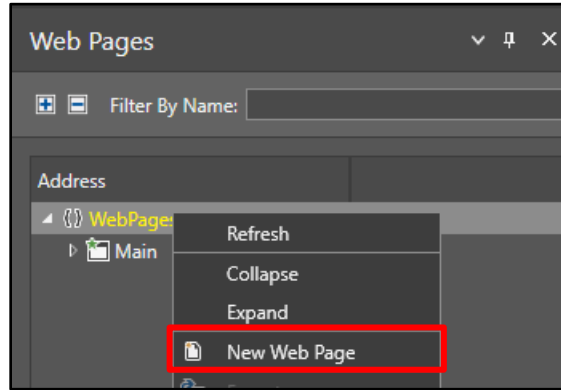 Web Pages
Filter By Name:
Address
WebPages
Main
Refresh
Collapse
Expand
New Web Page